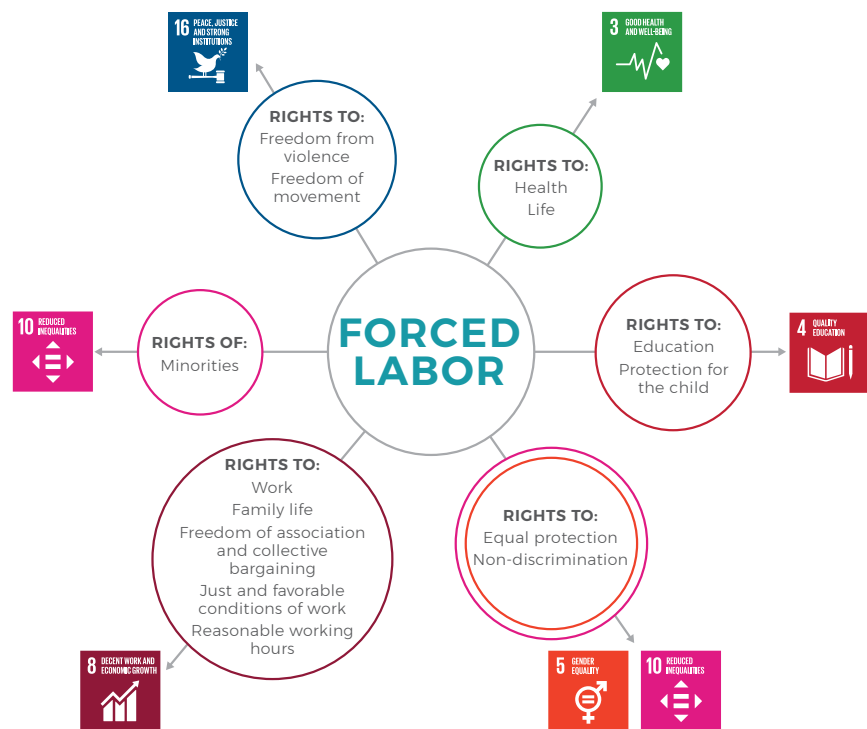 16 PEACE, JUSTICE
AND STRONG
INSTITUTIONS
3 GOOD HEALTH
AND WELL-BEING
RIGHTS TO:
Freedom from
violence
Freedom of
movement
RIGHTS TO:
Health
Life
10 REDUCED
INEQUALITIES
RIGHTS OF:
Minorities
FORCED
LABOR
RIGHTS TO:
Education
Protection for
the child
4 QUALITY
EDUCATION
RIGHTS TO:
Work
Family life
Freedom of association
and collective
bargaining
Just and favorable
conditions of work
Reasonable working
hours
RIGHTS TO:
Equal protection
Non-discrimination
8 DECENT WORK AND
ECONOMIC GROWTH
5 GENDER
EQUALITY
10 REDUCED
INEQUALITIES